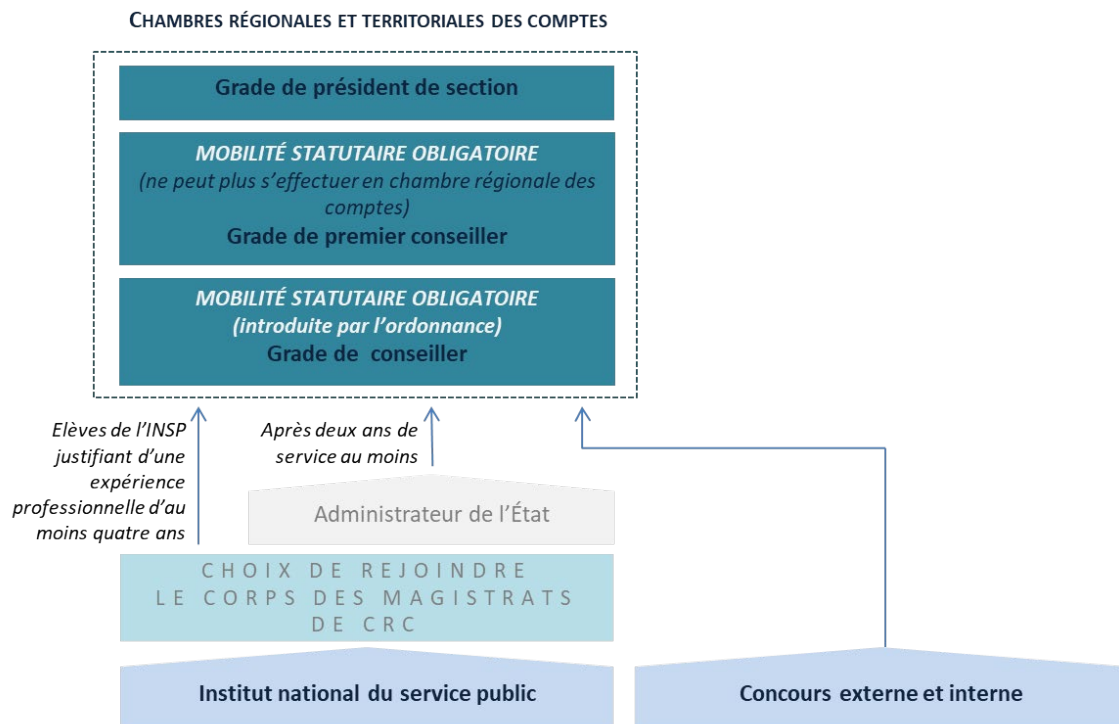 CHAMBRES RÉGIONALES ET TERRITORIALES DES COMPTES
Grade de président de section
MOBILITÉ STATUTAIRE OBLIGATOIRE
(ne peut plus s’effectuer en chambre régionale des
comptes)
Grade de premier conseiller
MOBILITÉ STATUTAIRE OBLIGATOIRE
(introduite par l’ordonnance)
Grade de conseiller
Elèves de l’INSP
justifiant d’une
expérience
professionnelle d’au
moins quatre ans
Après deux ans de
service au moins
Administrateur de l’État
CHOIX DE REJOINDRE
LE CORPS DES MAGISTRATS
DE CRC
Institut national du service public
Concours externe et interne